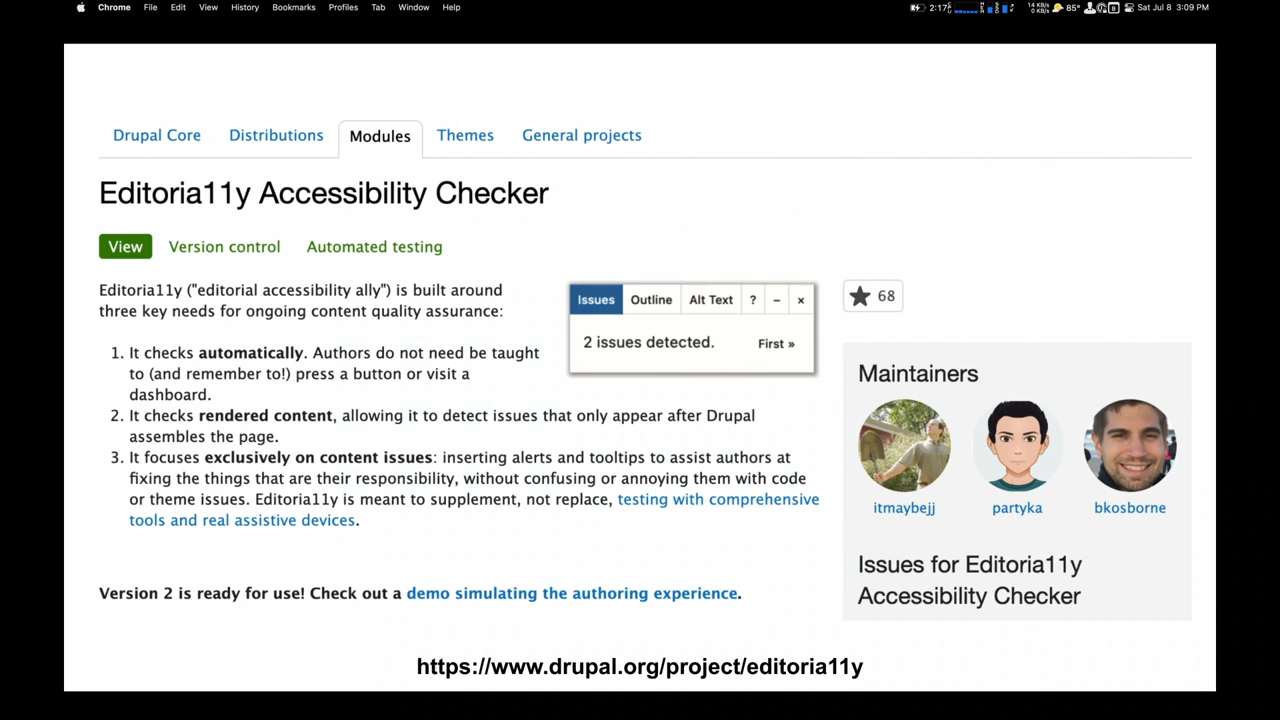 Chrome File Edit View History Bookmarks Profiles Tab Window Help
2:17 14 KB/s 0 KB/s 85° 8 Sat Jul 8 3:09 PM
Drupal Core Distributions Modules Themes General projects
Editoria11y Accessibility Checker
View Version control Automated testing
Editoria11y ("editorial accessibility ally") is built around
three key needs for ongoing content quality assurance:
1. It checks automatically. Authors do not need be taught
to (and remember to!) press a button or visit a
dashboard.
2. It checks rendered content, allowing it to detect issues that only appear after Drupal
assembles the page.
3. It focuses exclusively on content issues: inserting alerts and tooltips to assist authors at
fixing the things that are their responsibility, without confusing or annoying them with code
or theme issues. Editoria11y is meant to supplement, not replace, testing with comprehensive
tools and real assistive devices.
Version 2 is ready for use! Check out a demo simulating the authoring experience.
Issues Outline Alt Text ? – ×
2 issues detected. First »
68
Maintainers
itmaybejj partyka bkosborne
Issues for Editoria11y
Accessibility Checker
https://www.drupal.org/project/editoria11y